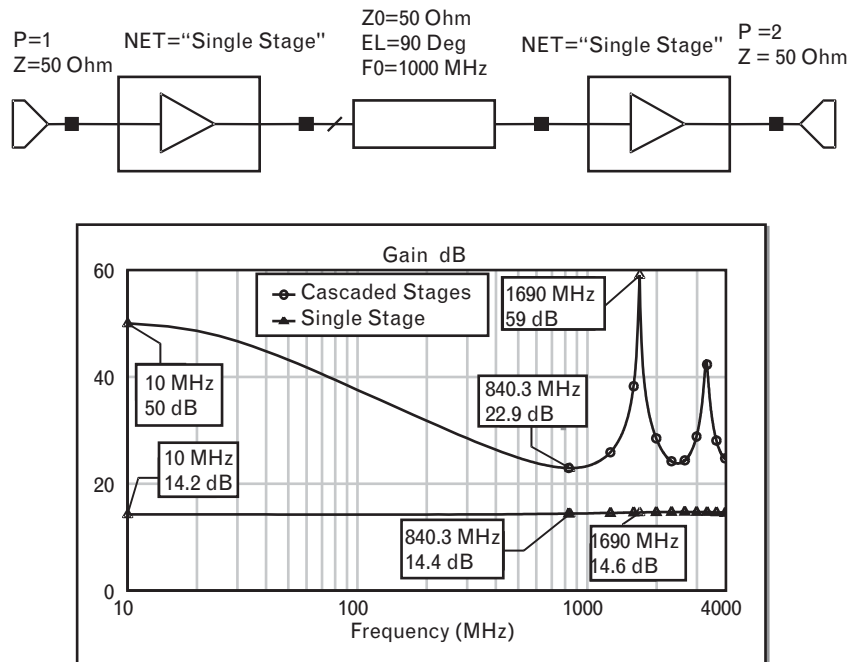 P=1
Z=50 Ohm
NET="Single Stage"
Z0=50 Ohm
EL=90 Deg
F0=1000 MHz
NET="Single Stage"
P =2
Z = 50 Ohm
Gain dB
60
40
20
0
Cascaded Stages
Single Stage
1690 MHz
59 dB
10 MHz
50 dB
840.3 MHz
22.9 dB
10 MHz
14.2 dB
840.3 MHz
14.4 dB
1690 MHz
14.6 dB
10
100
1000
4000
Frequency (MHz)